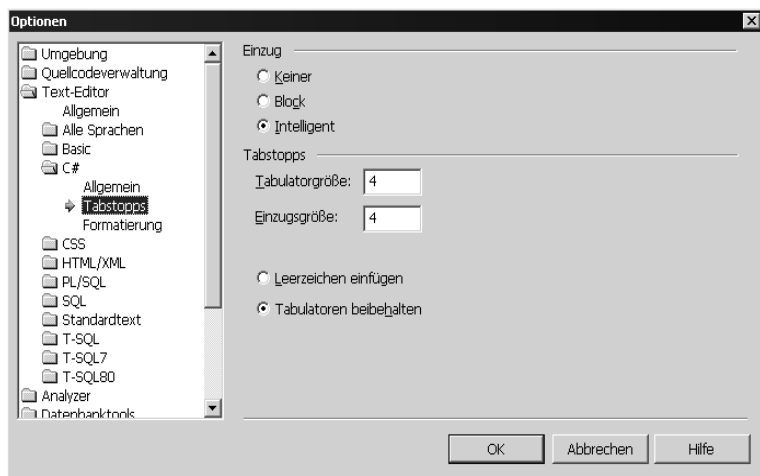 Optionen
Umgebung
Quellcodeverwaltung
Text-Editor
Allgemein
Alle Sprachen
Basic
C#
Allgemein
Tabstopps
Formatierung
CSS
HTML/XML
PL/SQL
SQL
Standardtext
T-SQL
T-SQL7
T-SQL80
Analyzer
Datenbanktools
Einzug
Keiner
Block
Intelligent
Tabstopps
Tabulatorgröße: 4
Einzugsgröße: 4
Leerzeichen einfügen
Tabulatoren beibehalten
OK Abbrechen Hilfe